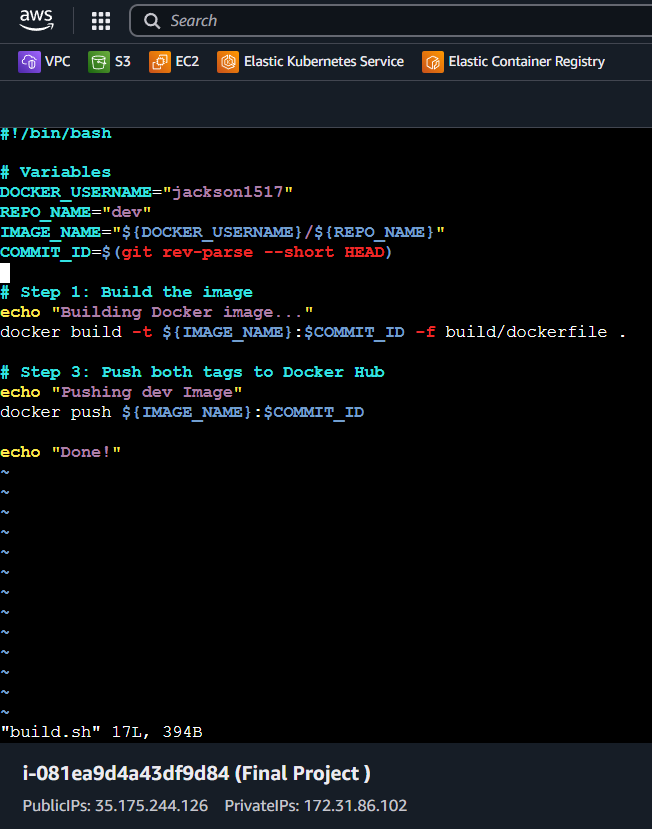 aws
Search
VPC S3 EC2 Elastic Kubernetes Service Elastic Container Registry
#!/bin/bash
# Variables
DOCKER_USERNAME="jackson1517"
REPO_NAME="dev"
IMAGE_NAME="${DOCKER_USERNAME}/${REPO_NAME}"
COMMIT_ID=$(git rev-parse --short HEAD)
# Step 1: Build the image
echo "Building Docker image..."
docker build -t ${IMAGE_NAME}:$COMMIT_ID -f build/dockerfile .
# Step 3: Push both tags to Docker Hub
echo "Pushing dev Image"
docker push ${IMAGE_NAME}:$COMMIT_ID
echo "Done!"
~
~
~
~
~
~
~
~
~
~
~
~
~
"build.sh" 17L, 394B
i-081ea9d4a43df9d84 (Final Project )
PublicIPs: 35.175.244.126 PrivateIPs: 172.31.86.102